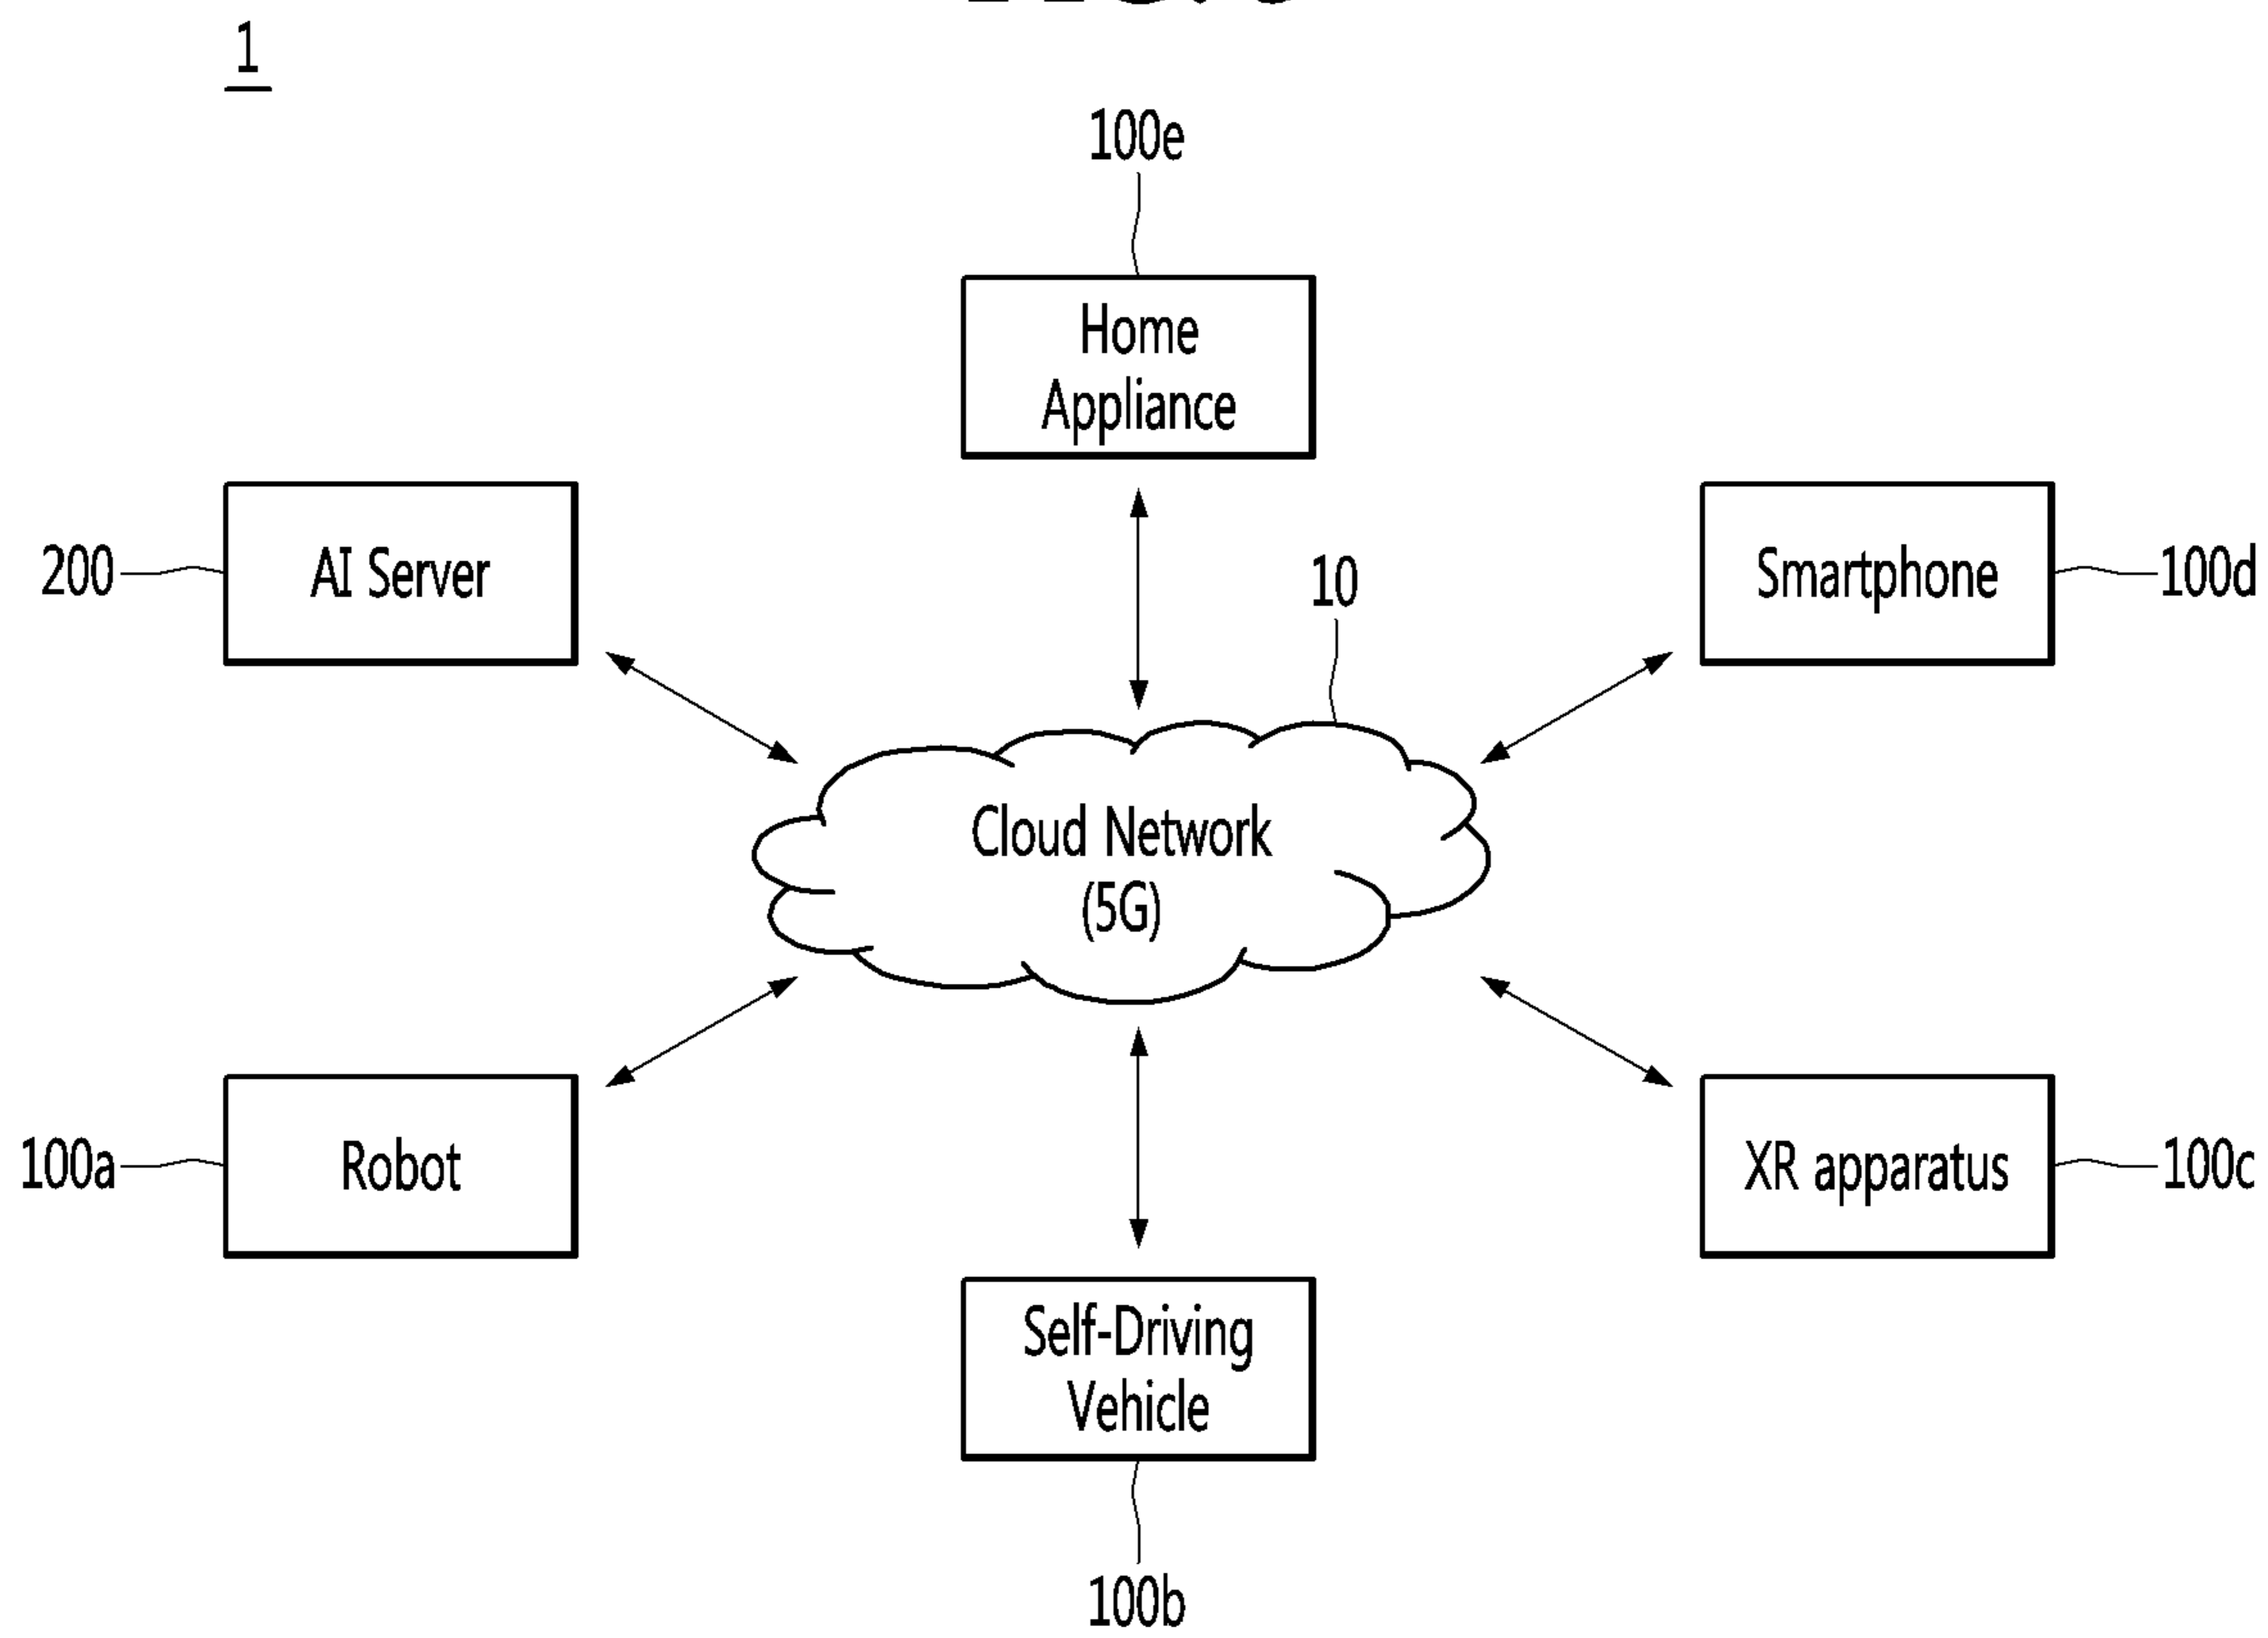 1
100e
Home
Appliance
200
AI Server
10
Smartphone
100d
Cloud Network
(5G)
100a
Robot
XR apparatus
100c
Self-Driving
Vehicle
100b